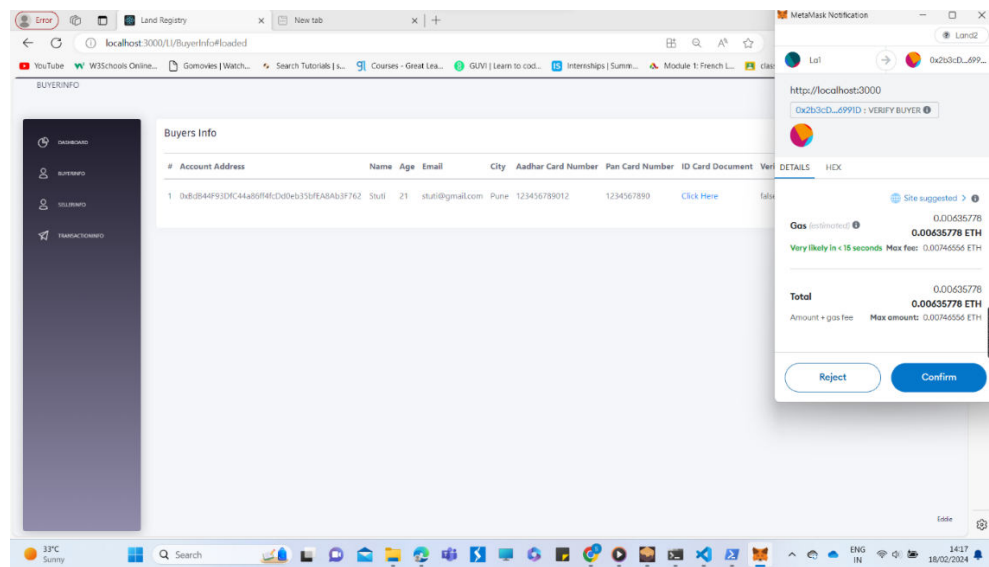 Error
Land Registry
New tab
localhost:3000/LI/BuyerInfo#loaded
YouTube
W3Schools Online...
Gomovies | Watch...
Search Tutorials | s...
Courses - Great Lea...
GUVI | Learn to cod...
Internships | Summ...
Module 1: French L...
BUYERINFO
DASHBOARD
BUYERINFO
SELLERINFO
TRANSACTIONINFO
Buyers Info
# Account Address Name Age Email City Aadhar Card Number Pan Card Number ID Card Document
1 Stuti 21 stuti@gmail.com Pune 123456789012 1234567890 Click Here false
MetaMask Notification
Land2
La1
0x2b3cD...699...
http://localhost:3000
0x2b3cD...6991D : VERIFY BUYER
DETAILS HEX
Site suggested >
0.00635778
Gas (estimated) 0.00635778 ETH
Very likely in < 15 seconds Max fee: 0.00746556 ETH
0.00635778
Total 0.00635778 ETH
Amount + gas fee Max amount: 0.00746556 ETH
Reject Confirm
Eddie
33°C
Sunny
Search
ENG
IN
14:17
18/02/2024